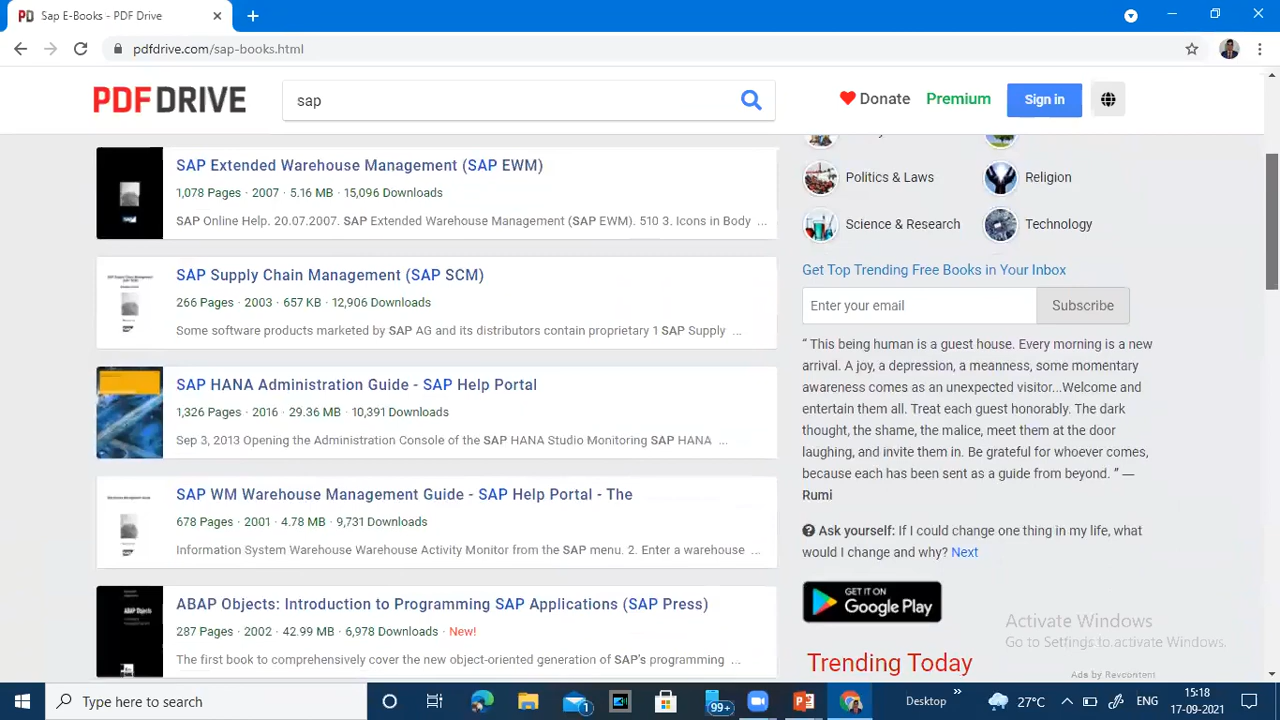 PD Sap E-Books - PDF Drive
pdfdrive.com/sap-books.html
PDF DRIVE
sap
Donate
Premium
Sign in
SAP Extended Warehouse Management (SAP EWM)
1,078 Pages · 2007 · 5.16 MB · 15,096 Downloads
SAP Online Help. 20.07.2007. SAP Extended Warehouse Management (SAP EWM). 510 3. Icons in Body ...
SAP Supply Chain Management (SAP SCM)
266 Pages · 2003 · 657 KB · 12,906 Downloads
Some software products marketed by SAP AG and its distributors contain proprietary 1 SAP Supply ...
SAP HANA Administration Guide - SAP Help Portal
1,326 Pages · 2016 · 29.36 MB · 10,391 Downloads
Sep 3, 2013 Opening the Administration Console of the SAP HANA Studio Monitoring SAP HANA ...
SAP WM Warehouse Management Guide - SAP Help Portal - The
678 Pages · 2001 · 4.78 MB · 9,731 Downloads
Information System Warehouse Warehouse Activity Monitor from the SAP menu. 2. Enter a warehouse ...
ABAP Objects: Introduction to Programming SAP Applications (SAP Press)
287 Pages · 2002 · 42.99 MB · 6,978 Downloads · New!
The first book to comprehensively cover the new object-oriented generation of SAP's programming ...
Politics & Laws
Religion
Science & Research
Technology
Get Top Trending Free Books in Your Inbox
Enter your email
Subscribe
“ This being human is a guest house. Every morning is a new
arrival. A joy, a depression, a meanness, some momentary
awareness comes as an unexpected visitor...Welcome and
entertain them all. Treat each guest honorably. The dark
thought, the shame, the malice, meet them at the door
laughing, and invite them in. Be grateful for whoever comes,
because each has been sent as a guide from beyond. ” —
Rumi
Ask yourself: If I could change one thing in my life, what
would I change and why? Next
GET IT ON
Google Play
Activate Windows
Go to Settings to activate Windows.
Trending Today
Ads by Revcontent
Type here to search
1
99+
Desktop
27°C
ENG
15:18
17-09-2021